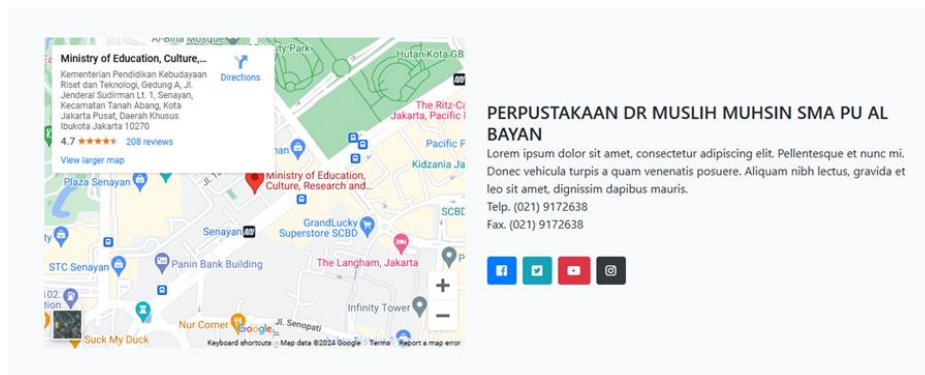 Al-Bina Mosque
City Park
Hutan Kota GB
Ministry of Education, Culture,...
Kementerian Pendidikan Kebudayaan
Riset dan Teknologi, Gedung A, Jl.
Jenderal Sudirman Lt. 1, Senayan,
Kecamatan Tanah Abang, Kota
Jakarta Pusat, Daerah Khusus
Ibukota Jakarta 10270
Directions
4.7 208 reviews
View larger map
The Ritz-Ca
Jakarta, Pacific
Pacific
Kidzania Ja
Plaza Senayan
Ministry of Education,
Culture, Research and...
SCBD
GrandLucky
Superstore SCBD
Senayan
STC Senayan
Panin Bank Building
The Langham, Jakarta
Infinity Tower
Jl. Senopati
Nur Corner
Google
Suck My Duck
Keyboard shortcuts Map data ©2024 Google Terms Report a map error
PERPUSTAKAAN DR MUSLIH MUHSIN SMA PU AL
BAYAN
Lorem ipsum dolor sit amet, consectetur adipiscing elit. Pellentesque et nunc mi.
Donec vehicula turpis a quam venenatis posuere. Aliquam nibh lectus, gravida et
leo sit amet, dignissim dapibus mauris.
Telp. (021) 9172638
Fax. (021) 9172638